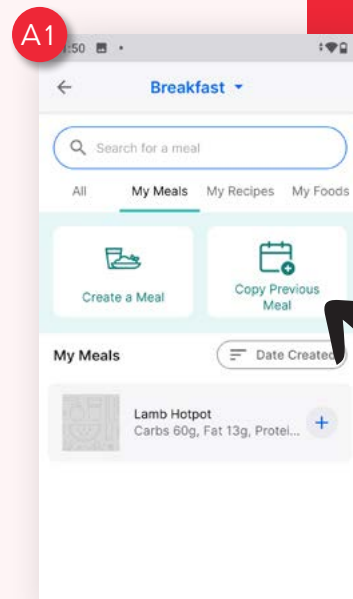 A1
:50
Breakfast
Search for a meal
All My Meals My Recipes My Foods
Create a Meal
Copy Previous
Meal
My Meals
Date Created
Lamb Hotpot
Carbs 60g, Fat 13g, Protei...